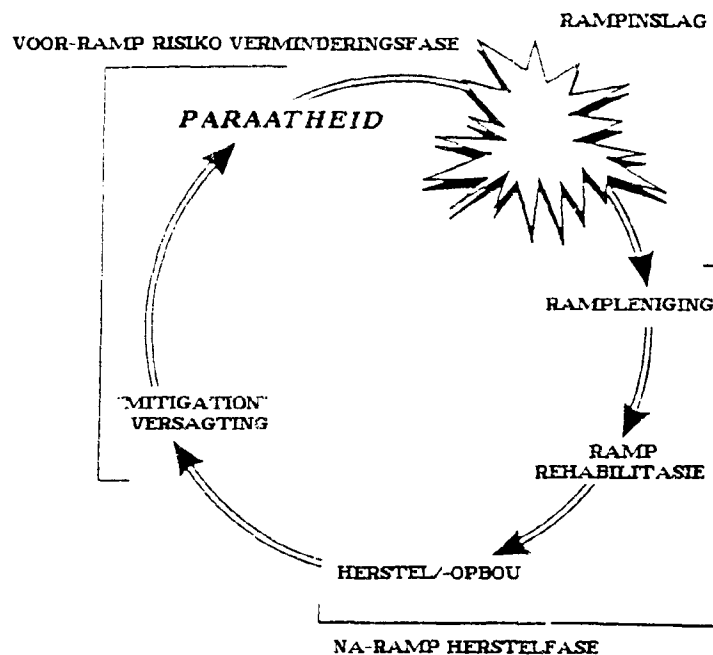 RAMPINSLAG
VOOR-RAMP RISIKO VERMINDERINGSFASE
PARAATHEID
RAMPLENIGING
"MITIGATION"
VERSAGTING
RAMP
REHABILITASIE
HERSTEL/-OPBOU
NA-RAMP HERSTELFASE